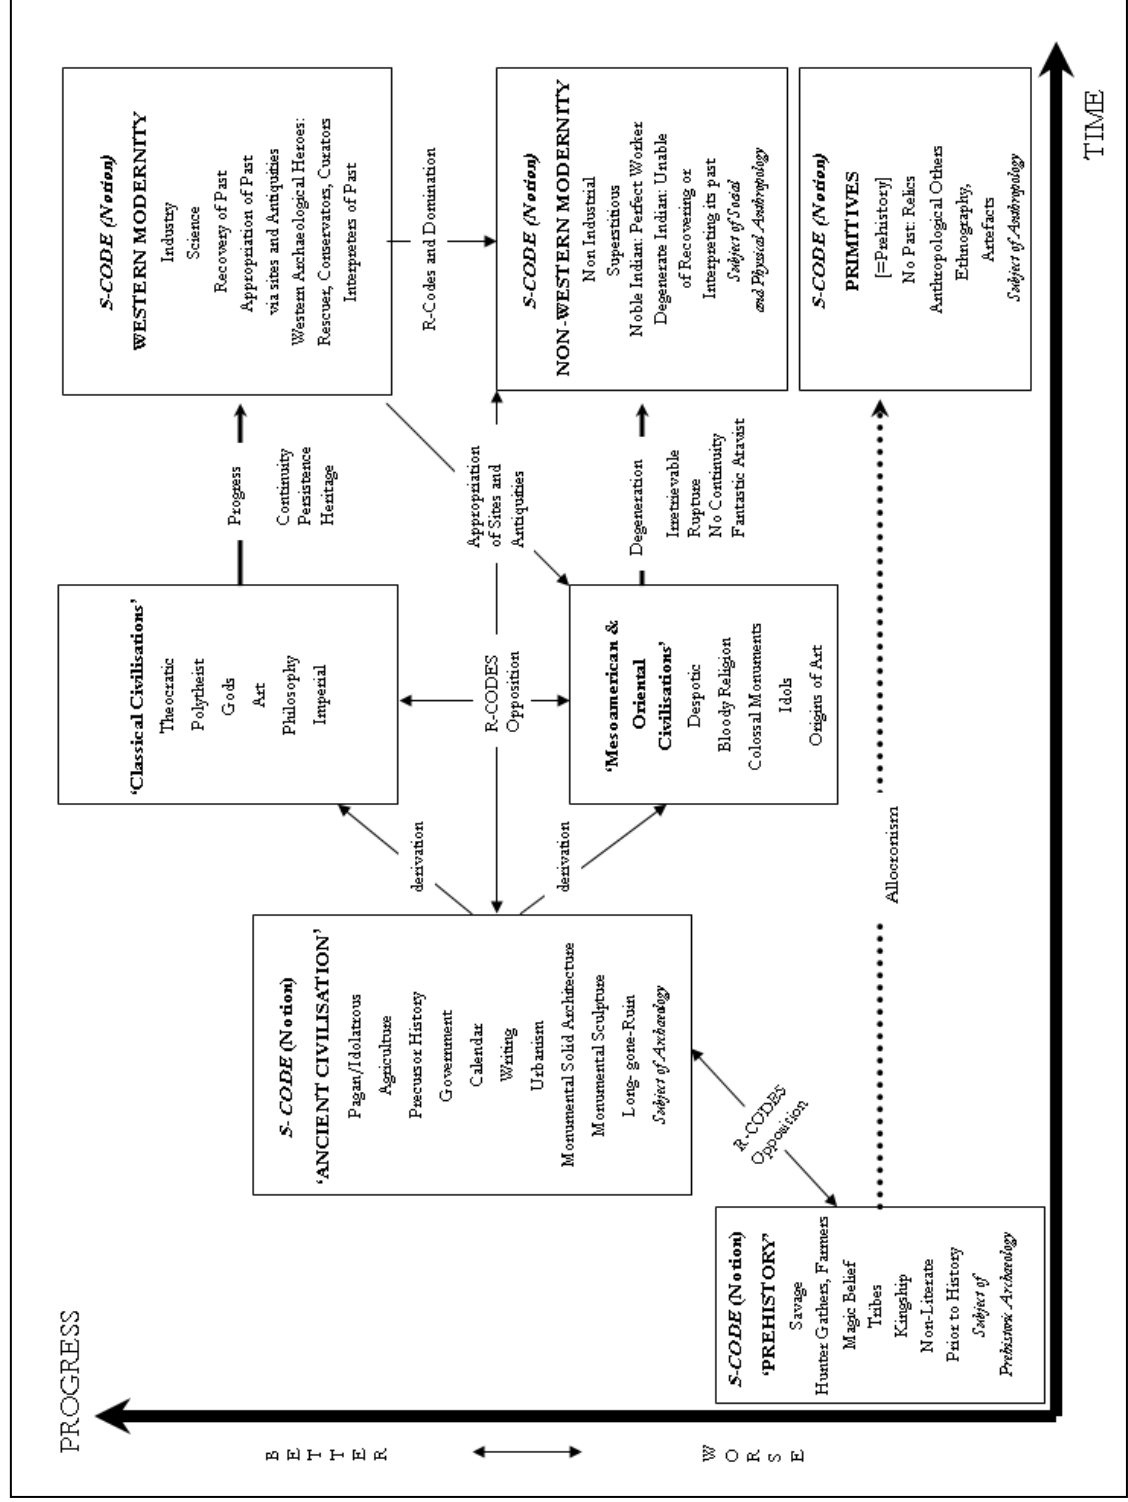 PROGRESS
BETTER
WORSE
TIME
S-CODE (Notion)
'PREHISTORY'
Savage
Hunter Gathers, Farmers
Magic Belief
Tribes
Kingship
Non-Literate
Prior to History
Subject of
Prehistoric Archaeology
R-CODES
Opposition
S- CODE (Notion)
'ANCIENT CIVILISATION'
Pagan/Idolatrous
Agriculture
Precursor History
Government
Calendar
Writing
Urbanism
Monumental Solid Architecture
Monumental Sculpture
Long- gone-Ruin
Subject of Archaeology
derivation
derivation
'Classical Civilisations'
Theocratic
Polytheist
Gods
Art
Philosophy
Imperial
R-CODES
Opposition
'Mesoamerican &
Oriental
Civilisations'
Despotic
Bloody Religion
Colossal Monuments
Idols
Origins of Art
Allocronism
Progress
Continuity
Persistence
Heritage
Appropriation
of Sites and
Antiquities
Degeneration
Irretrievable
Rupture
No Continuity
Fantastic Atavist
S-CODE (Notion)
WESTERN MODERNITY
Industry
Science
Recovery of Past
Appropriation of Past
via sites and Antiquities
Western Archaeological Heroes:
Rescuer, Conservators, Curators
Interpreters of Past
R-Codes and Domination
S-CODE (Notion)
NON-WESTERN MODERNITY
Non Industrial
Superstitious
Noble Indian: Perfect Worker
Degenerate Indian: Unable
of Recovering or
Interpreting its past
Subject of Social
and Physical Anthropology
S-CODE (Notion)
PRIMITIVES
[=Prehistory]
No Past: Relics
Anthropological Others
Ethnography,
Artefacts
Subject of Anthropology